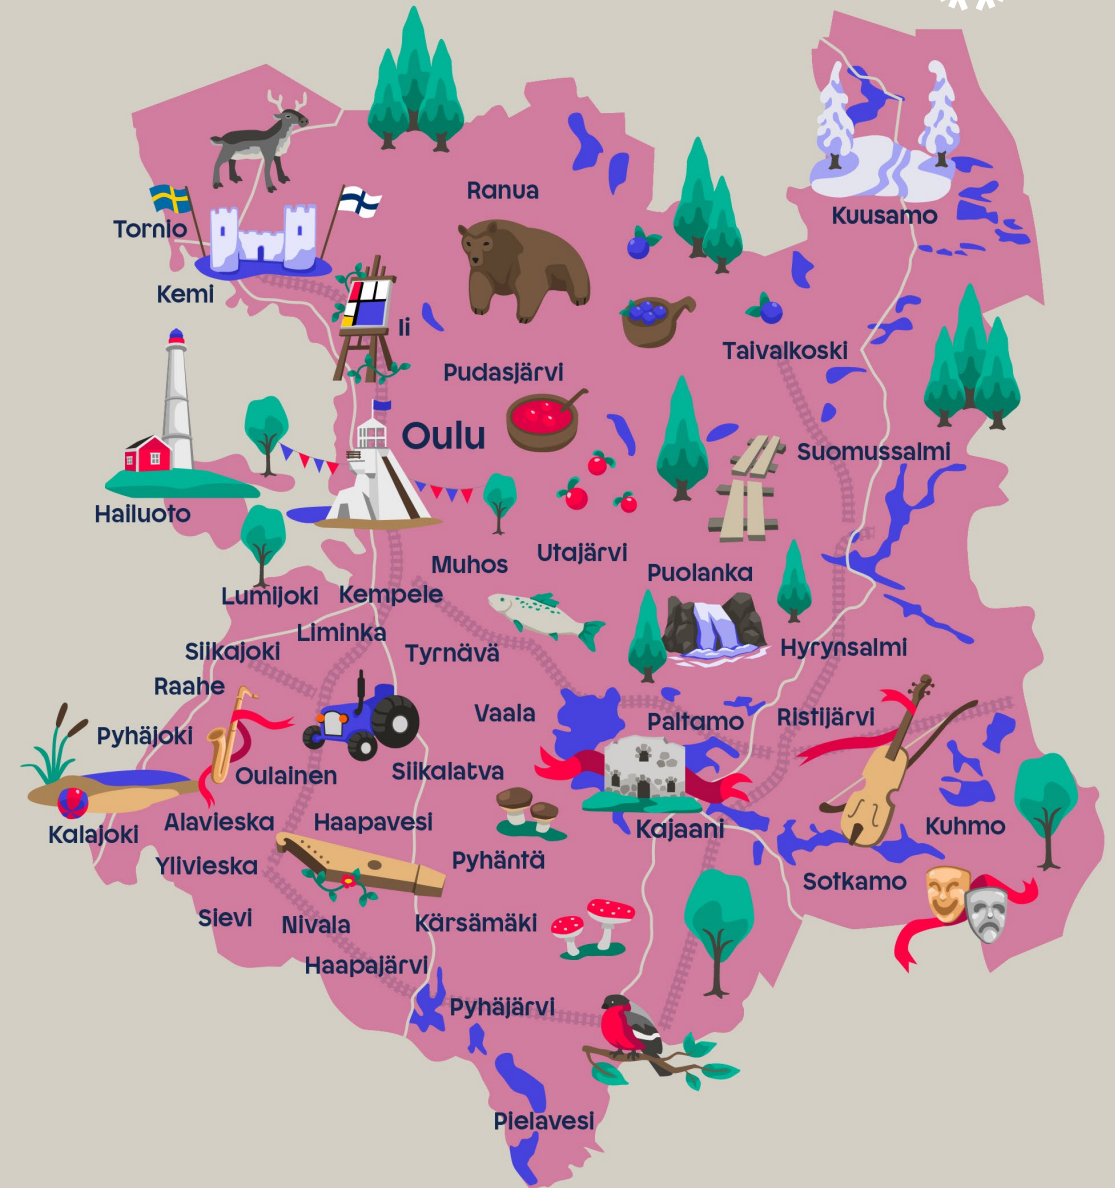 Ranua
Kuusamo
Tornio
Kemi
Ii
Taivalkoski
Pudasjärvi
Oulu
Suomussalmi
Hailuoto
Utajärvi
Muhos
Puolanka
Lumijoki
Kempele
Liminka
Hyrynsalmi
Siikajoki
Tyrnävä
Raahe
Vaala
Paltamo
Ristijärvi
Pyhäjoki
Oulainen
Siikalatva
Kalajoki
Alavieska
Haapavesi
Kajaani
Kuhmo
Ylivieska
Pyhäntä
Sotkamo
Sievi
Nivala
Kärsämäki
Haapajärvi
Pyhäjärvi
Pielavesi